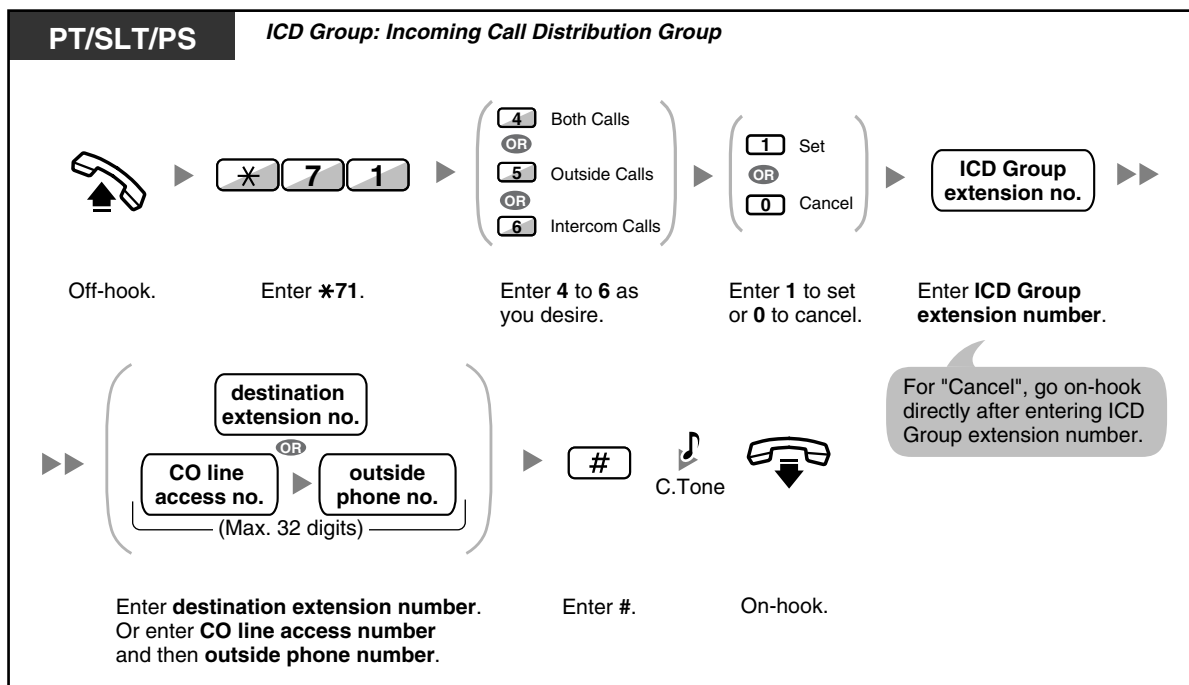 PT/SLT/PS
ICD Group: Incoming Call Distribution Group
4 Both Calls
OR
5 Outside Calls
OR
6 Intercom Calls
1 Set
OR
0 Cancel
ICD Group
extension no.
* 7 1
Off-hook.
Enter *71.
Enter 4 to 6 as
you desire.
Enter 1 to set
or 0 to cancel.
Enter ICD Group
extension number.
For "Cancel", go on-hook
directly after entering ICD
Group extension number.
destination
extension no.
OR
CO line
access no.
outside
phone no.
(Max. 32 digits)
#
C.Tone
Enter destination extension number.
Or enter CO line access number
and then outside phone number.
Enter #.
On-hook.